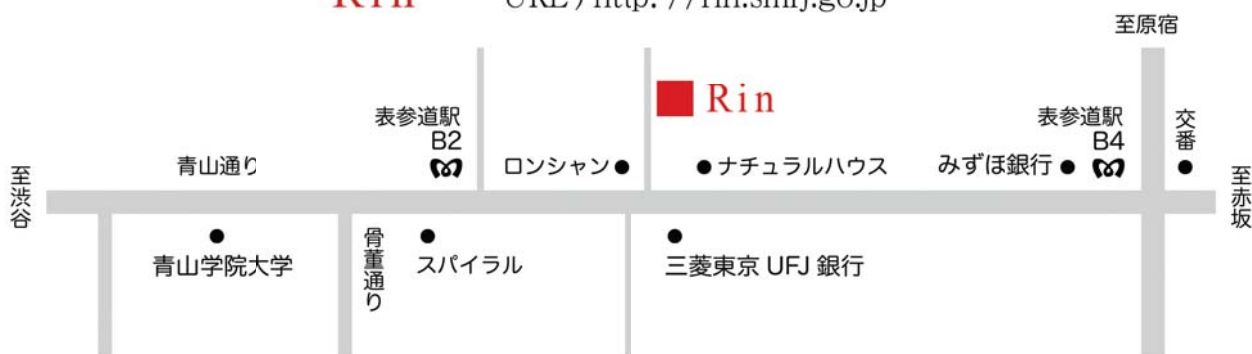 Rin
URL) http://rin.smrj.go.jp
至原宿
Rin
表参道駅
B2
表参道駅
B4
交番
青山通り
ロンシャン
ナチュラルハウス
みずほ銀行
至渋谷
至赤坂
青山学院大学
骨董通り
スパイラル
三菱東京 UFJ 銀行